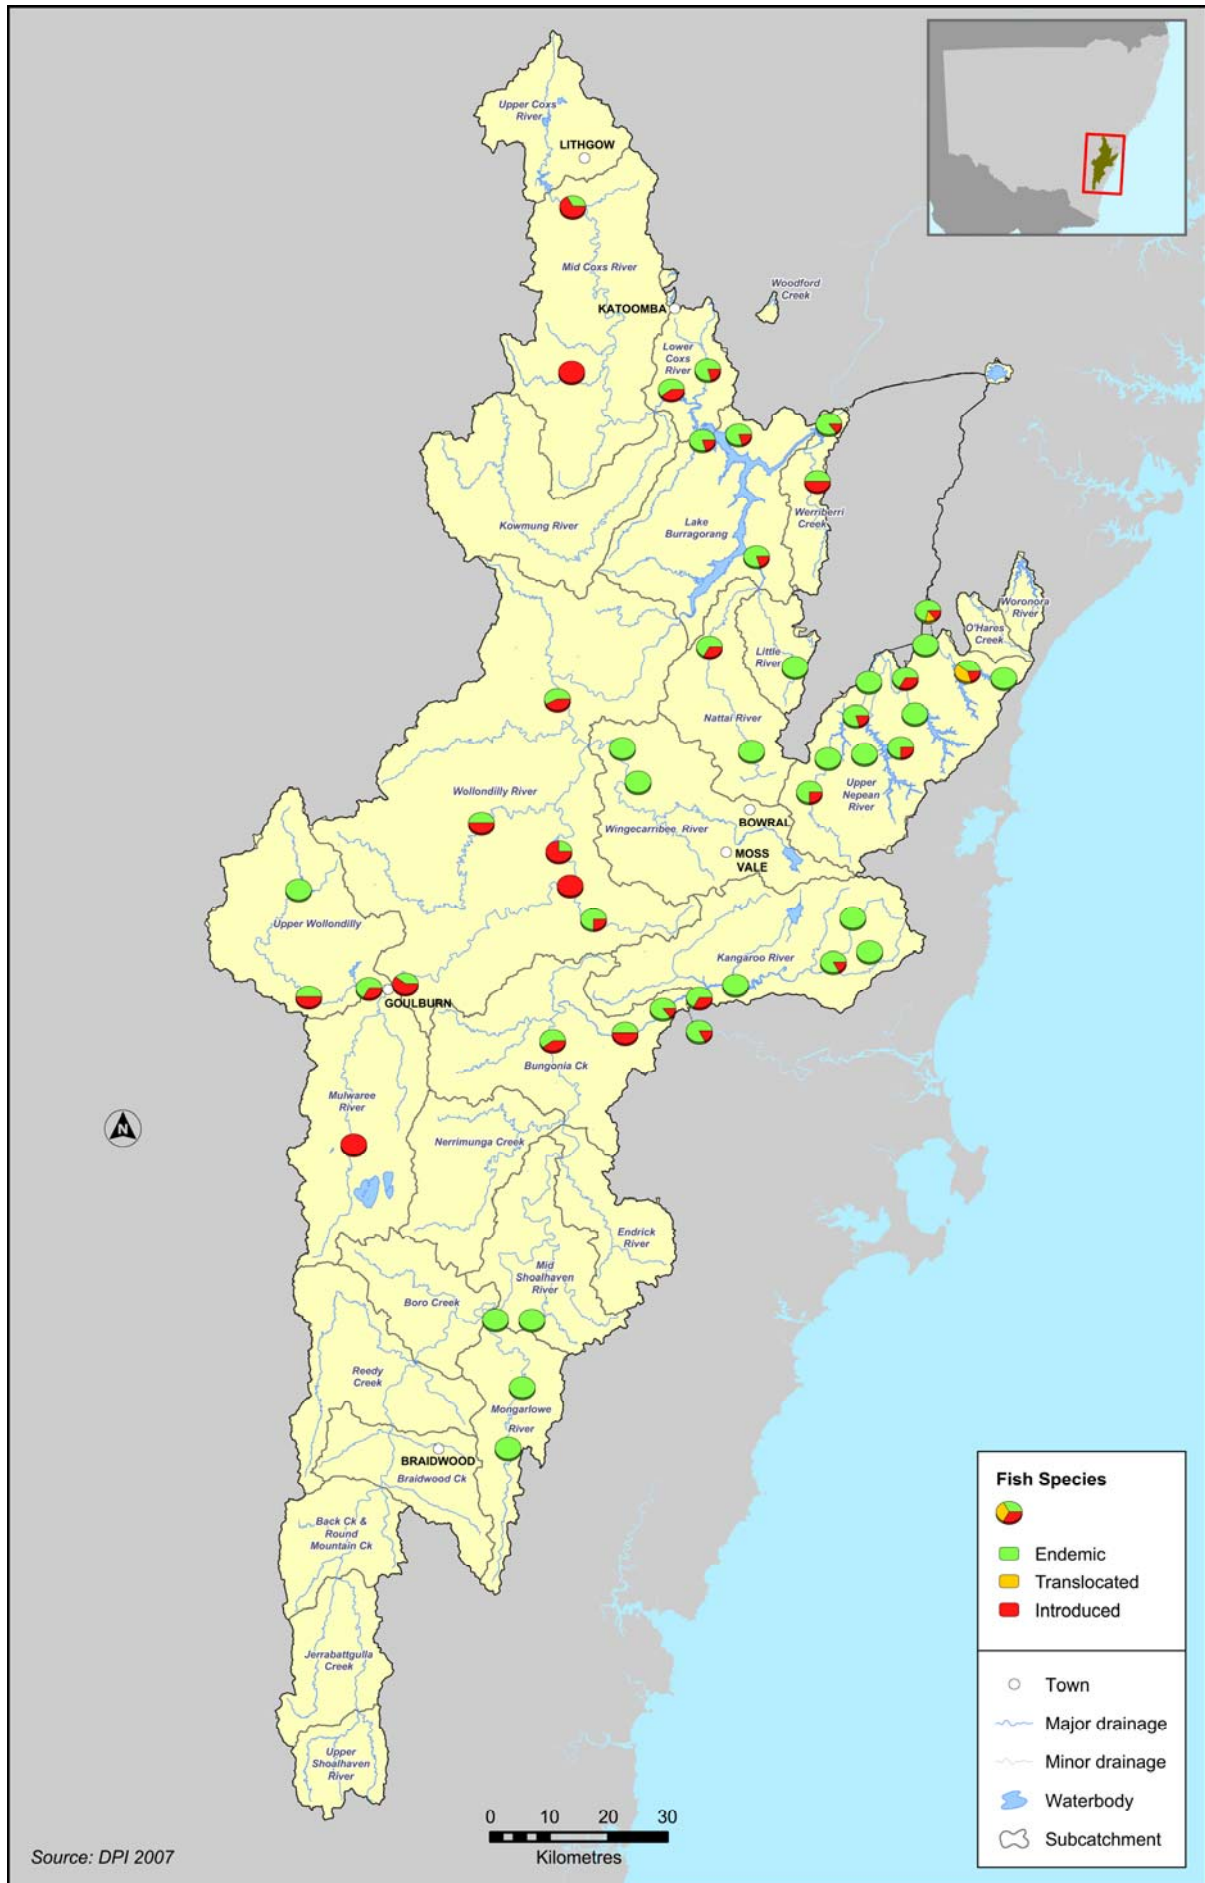 Upper Coxs
River
LITHGOW
Mid Coxs River
Woodford
Creek
KATOOMBA
Lower
Coxs
River
Kowmung River
Lake
Burragorang
Werriberri
Creek
Woronora
River
O'Hares
Creek
Little
River
Nattai River
Wollondilly River
Upper
Nepean
River
BOWRAL
Wingecarribee River
MOSS
VALE
Upper Wollondilly
Kangaroo River
GOULBURN
Bungonia Ck
Mulwaree
River
N
Nerrimunga Creek
Endrick
River
Mid
Shoalhaven
River
Boro Creek
Reedy
Creek
Mongarlowe
River
BRAIDWOOD
Braidwood Ck
Back Ck &
Round
Mountain Ck
Jerrabattgulla
Creek
Upper
Shoalhaven
River
Fish Species
Endemic
Translocated
Introduced
Town
Major drainage
Minor drainage
Waterbody
Subcatchment
0 10 20 30
Kilometres
Source: DPI 2007